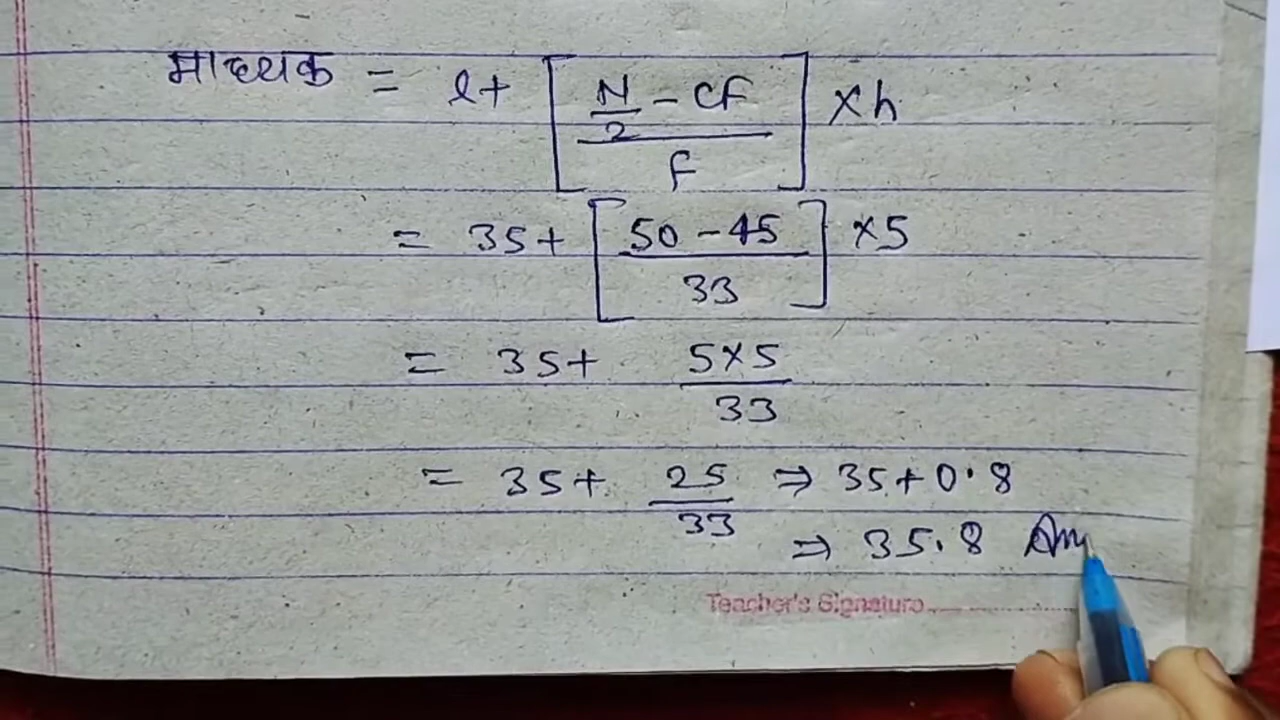 माध्यक = l + [ (N/2 - cf) / f ] × h
= 35 + [ (50 - 45) / 33 ] × 5
= 35 + (5 × 5) / 33
= 35 + 25/33 ⇒ 35 + 0.8
⇒ 35.8 Ans
Teacher's Signature